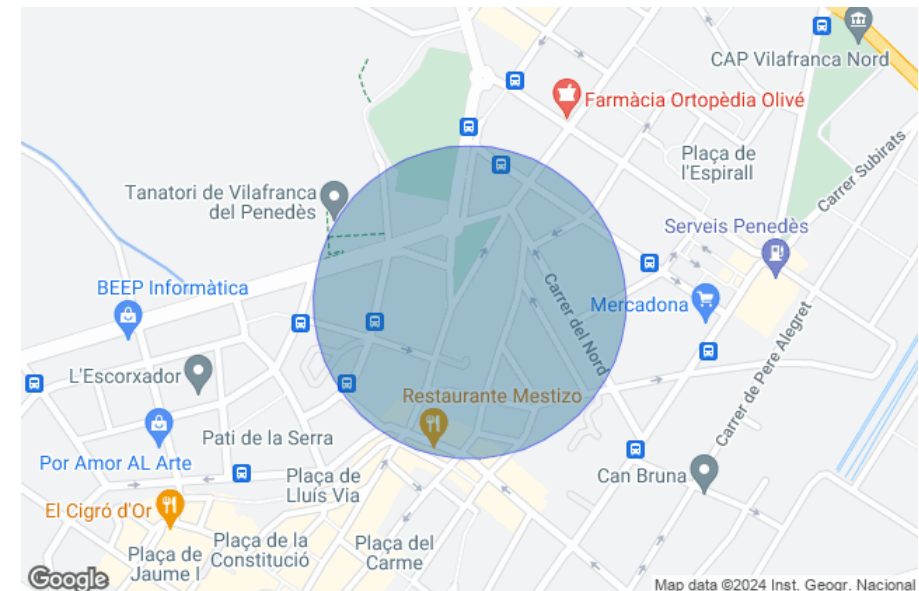 CAP Vilafranca Nord
Farmàcia Ortopèdia Olivé
Plaça de
l'Espirall
Carrer Subirats
Tanatori de Vilafranca
del Penedès
Serveis Penedès
BEEP Informàtica
Carrer del Nord
Mercadona
L'Escorxador
Carrer de Pere Alegret
Restaurante Mestizo
Pati de la Serra
Por Amor AL Arte
Plaça de
Lluís Via
Can Bruna
El Cigró d'Or
Plaça de
Jaume I
Plaça de la
Constitució
Plaça del
Carme
Google
Map data ©2024 Inst. Geogr. Nacional